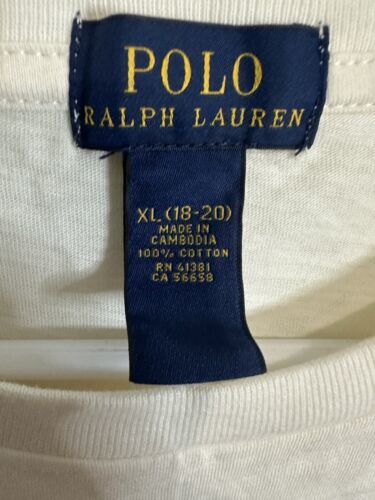 POLO
RALPH LAUREN
XL (18-20)
MADE IN
CAMBODIA
100% COTTON
RN 41381
CA 56658